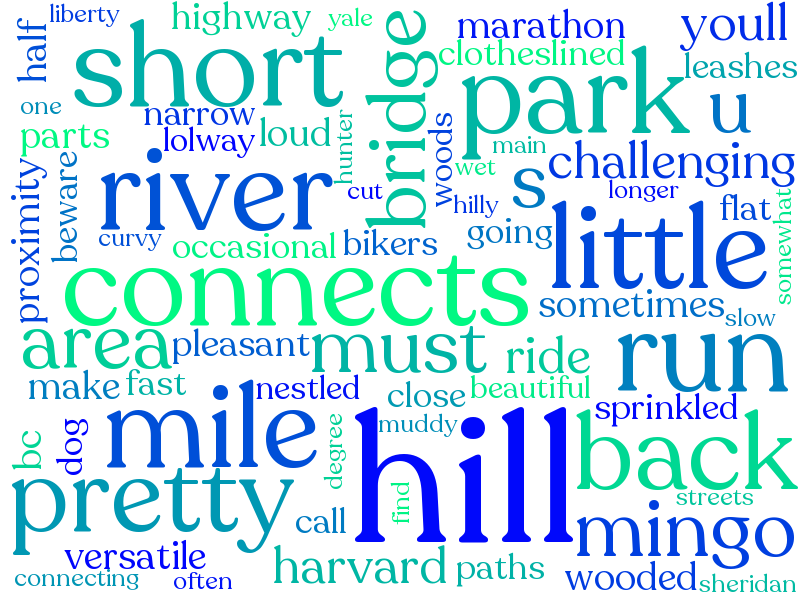 liberty
highway
yale
half
short
bridge
marathon
youll
clotheslined
park
leashes
one
narrow
u
parts
lolway
loud
hunter
woods
main
challenging
wet
s
proximity
beware
river
cut
hilly
longer
little
flat
somewhat
curvy
occasional
bikers
going
connects
sometimes
slow
area
pleasant
must
ride
run
make
fast
nestled
close
beautiful
sprinkled
mile
hill
muddy
back
bc
dog
degree
find
streets
pretty
call
mingo
versatile
harvard
paths
wooded
connecting
often
sheridan